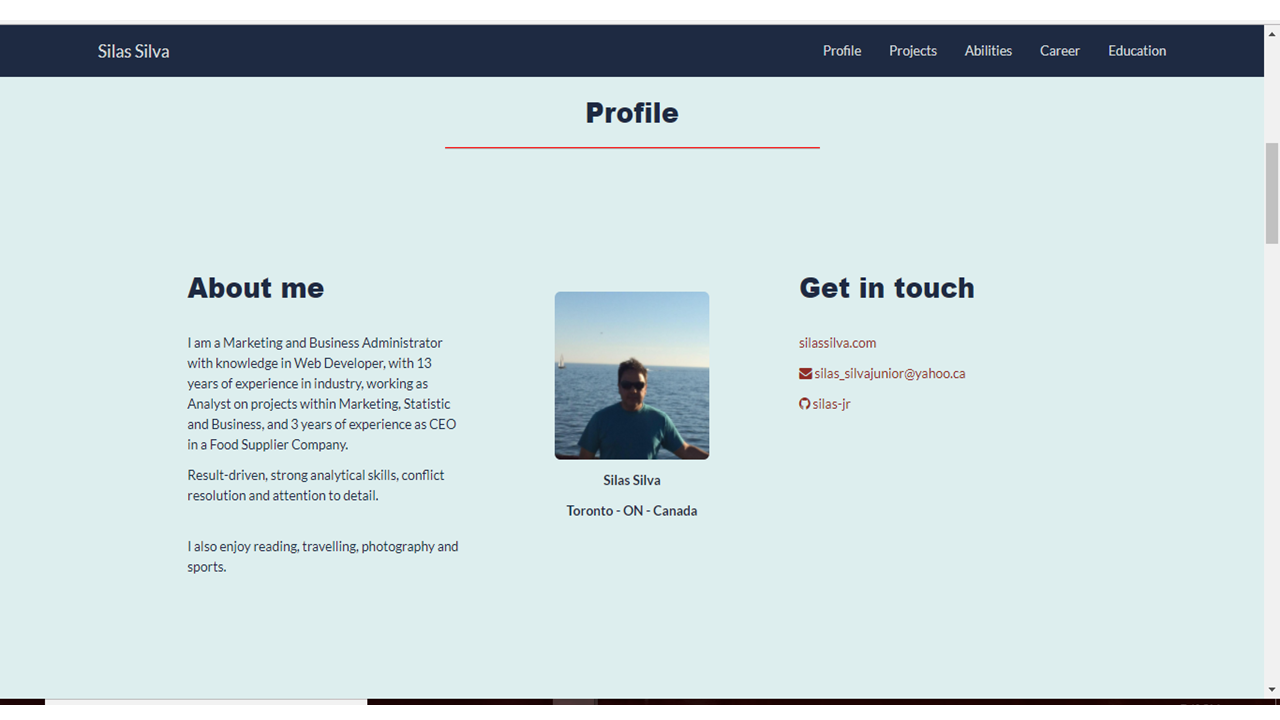 Silas Silva
Profile Projects Abilities Career Education
Profile
About me
I am a Marketing and Business Administrator
with knowledge in Web Developer, with 13
years of experience in industry, working as
Analyst on projects within Marketing, Statistic
and Business, and 3 years of experience as CEO
in a Food Supplier Company.
Result-driven, strong analytical skills, conflict
resolution and attention to detail.
I also enjoy reading, travelling, photography and
sports.
Silas Silva
Toronto - ON - Canada
Get in touch
silassilva.com
silas_silvajunior@yahoo.ca
silas-jr